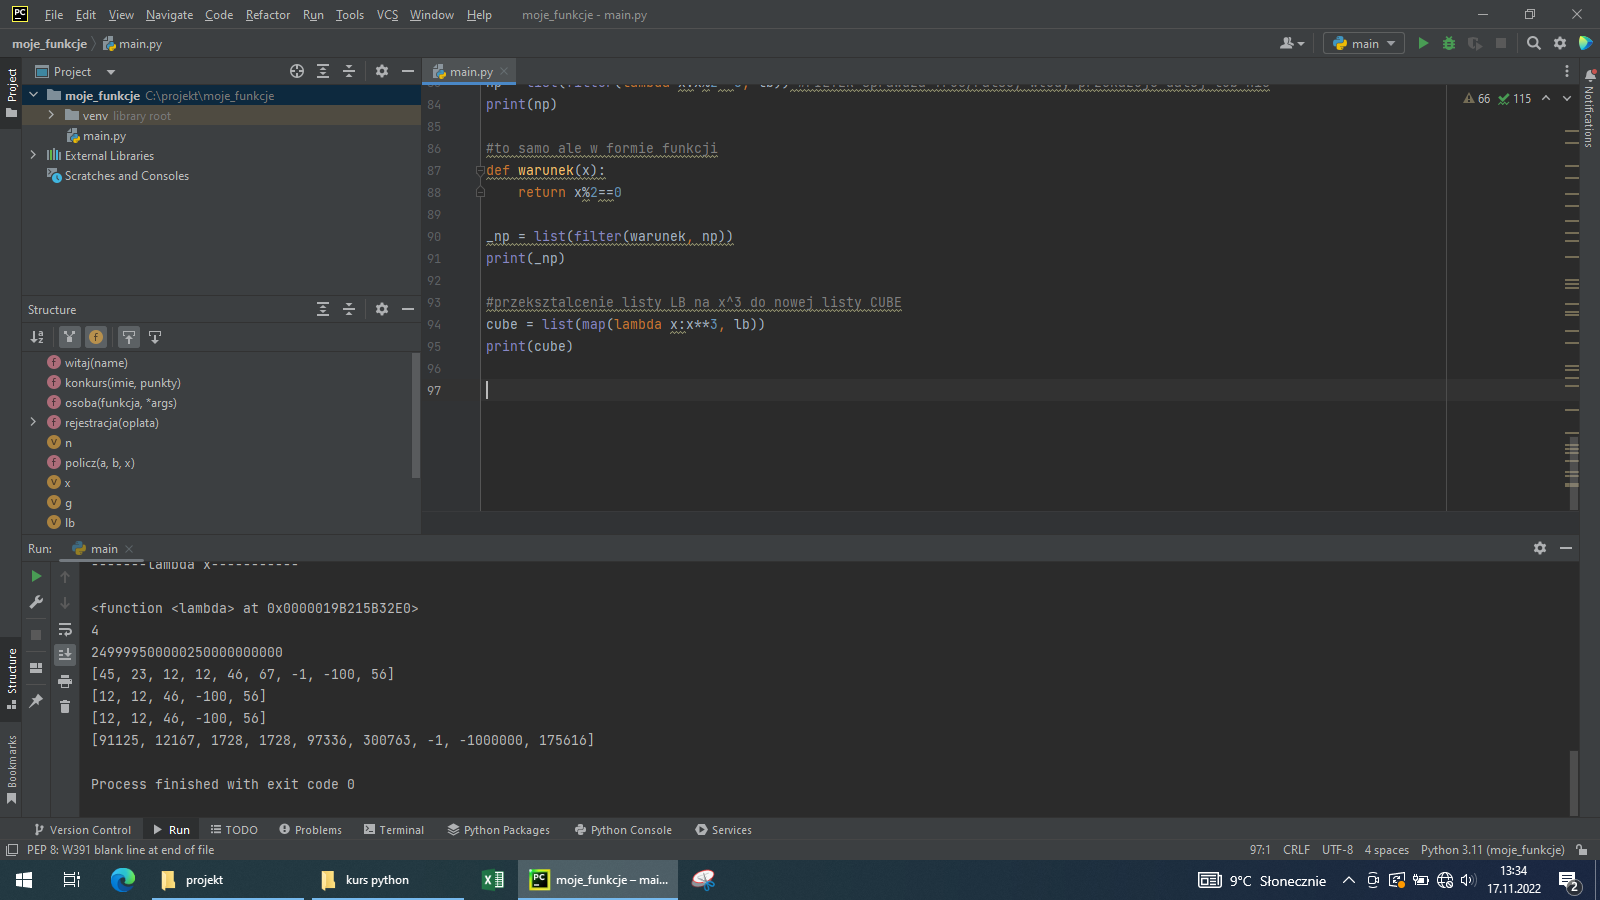 PC File Edit View Navigate Code Refactor Run Tools VCS Window Help moje_funkcje - main.py
moje_funkcje main.py main
Project
Project
main.py
moje_funkcje C:\projekt\moje_funkcje
venv library root
main.py
External Libraries
Scratches and Consoles
66 115
Notifications
84 print(np)
85
86 #to samo ale w formie funkcji
87 def warunek(x):
88 return x%2==0
89
90 _np = list(filter(warunek, np))
91 print(_np)
92
93 #przeksztalcenie listy LB na x^3 do nowej listy CUBE
94 cube = list(map(lambda x:x**3, lb))
95 print(cube)
96
97
Structure
witaj(name)
konkurs(imie, punkty)
osoba(funkcja, *args)
rejestracja(oplata)
n
policz(a, b, x)
x
g
lb
Run: main
-------lambda x-----------
<function <lambda> at 0x0000019B215B32E0>
4
249999500000250000000000
[45, 23, 12, 12, 46, 67, -1, -100, 56]
[12, 12, 46, -100, 56]
[12, 12, 46, -100, 56]
[91125, 12167, 1728, 1728, 97336, 300763, -1, -1000000, 175616]
Process finished with exit code 0
Structure
Bookmarks
Version Control Run TODO Problems Terminal Python Packages Python Console Services
PEP 8: W391 blank line at end of file 97:1 CRLF UTF-8 4 spaces Python 3.11 (moje_funkcje)
projekt kurs python PC moje_funkcje – mai... 9°C Słonecznie 13:34
17.11.2022 2